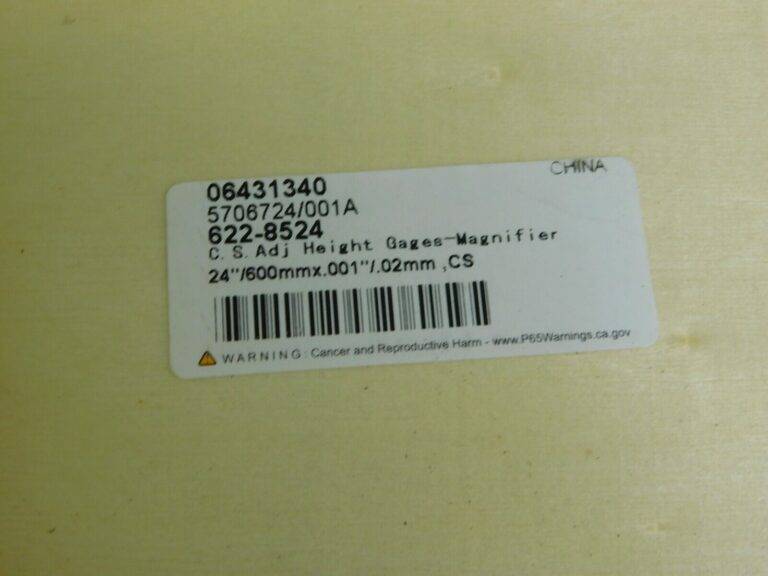 CHINA
06431340
5706724/001A
622-8524
C.S.Adj Height Gages-Magnifier
24"/600mmx.001"/.02mm ,CS
WARNING: Cancer and Reproductive Harm - www.P65Warnings.ca.gov